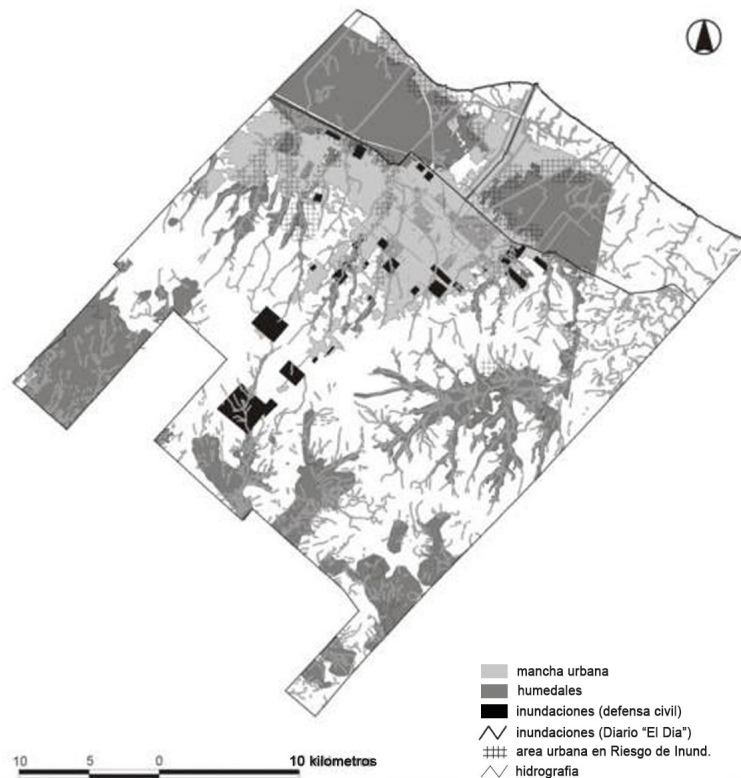 mancha urbana
humedales
inundaciones (defensa civil)
inundaciones (Diario "El Dia")
area urbana en Riesgo de Inund.
hidrografia
10 5 0 10 kilómetros